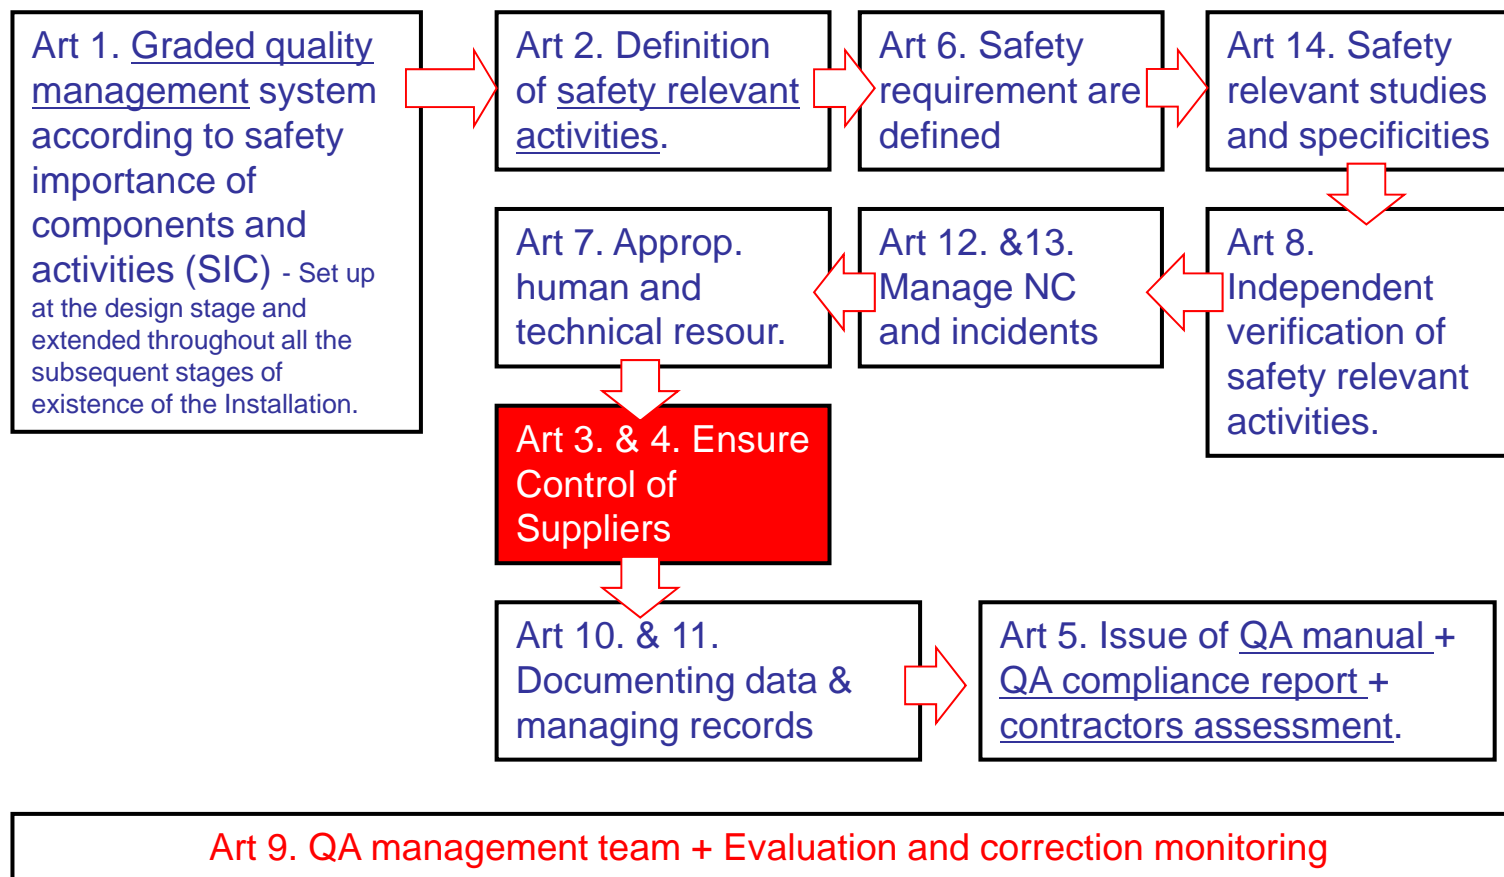 Art 1. Graded quality
management system
according to safety
importance of
components and
activities (SIC) - Set up
at the design stage and
extended throughout all the
subsequent stages of
existence of the Installation.
Art 2. Definition
of safety relevant
activities.
Art 6. Safety
requirement are
defined
Art 14. Safety
relevant studies
and specificities
Art 8.
Independent
verification of
safety relevant
activities.
Art 12. &13.
Manage NC
and incidents
Art 7. Approp.
human and
technical resour.
Art 3. & 4. Ensure
Control of
Suppliers
Art 10. & 11.
Documenting data &
managing records
Art 5. Issue of QA manual +
QA compliance report +
contractors assessment.
Art 9. QA management team + Evaluation and correction monitoring